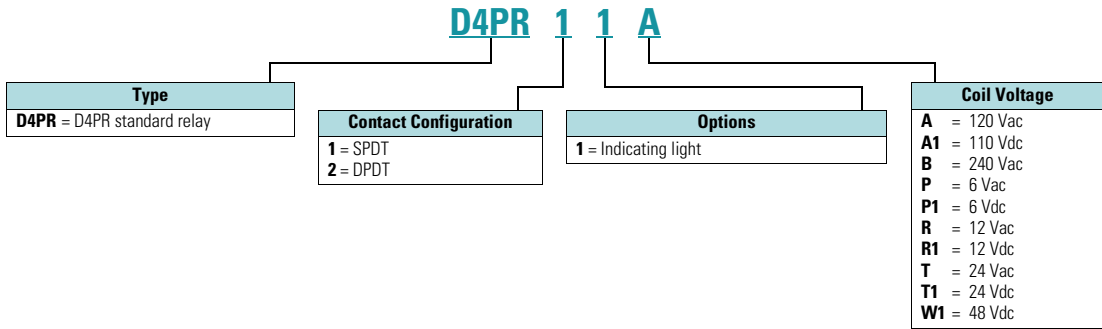 D4PR 1 1 A
Type
D4PR = D4PR standard relay
Contact Configuration
1 = SPDT
2 = DPDT
Options
1 = Indicating light
Coil Voltage
A = 120 Vac
A1 = 110 Vdc
B = 240 Vac
P = 6 Vac
P1 = 6 Vdc
R = 12 Vac
R1 = 12 Vdc
T = 24 Vac
T1 = 24 Vdc
W1 = 48 Vdc